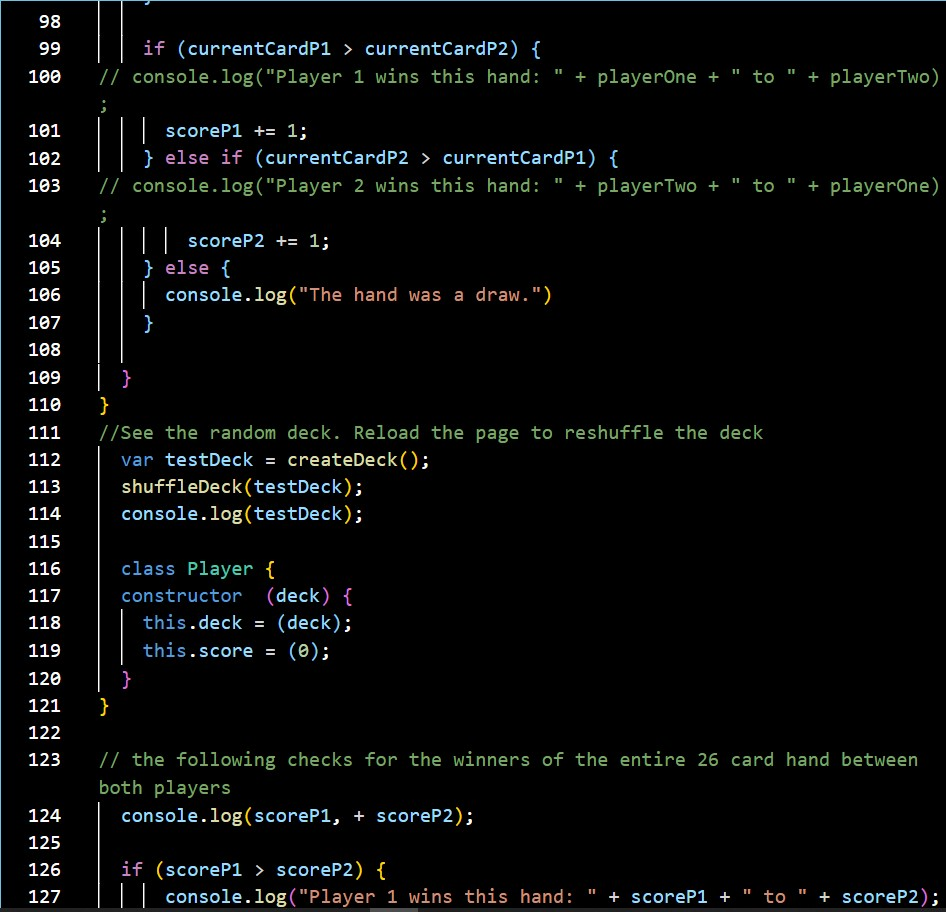 98
99 if (currentCardP1 > currentCardP2) {
100 // console.log("Player 1 wins this hand: " + playerOne + " to " + playerTwo)
;
101 scoreP1 += 1;
102 } else if (currentCardP2 > currentCardP1) {
103 // console.log("Player 2 wins this hand: " + playerTwo + " to " + playerOne)
;
104 scoreP2 += 1;
105 } else {
106 console.log("The hand was a draw.")
107 }
108
109 }
110 }
111 //See the random deck. Reload the page to reshuffle the deck
112 var testDeck = createDeck();
113 shuffleDeck(testDeck);
114 console.log(testDeck);
115
116 class Player {
117 constructor  (deck) {
118 this.deck = (deck);
119 this.score = (0);
120 }
121 }
122
123 // the following checks for the winners of the entire 26 card hand between
both players
124 console.log(scoreP1, + scoreP2);
125
126 if (scoreP1 > scoreP2) {
127 console.log("Player 1 wins this hand: " + scoreP1 + " to " + scoreP2);